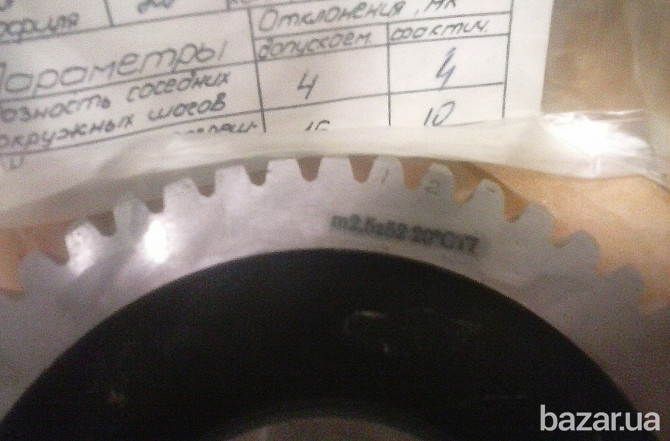 Отклонения, мк
Параметры допускаем. фактич.
Разность соседних
окружных шагов 4 4
10
1 2
m2,5z52 20° C17
bazar.ua